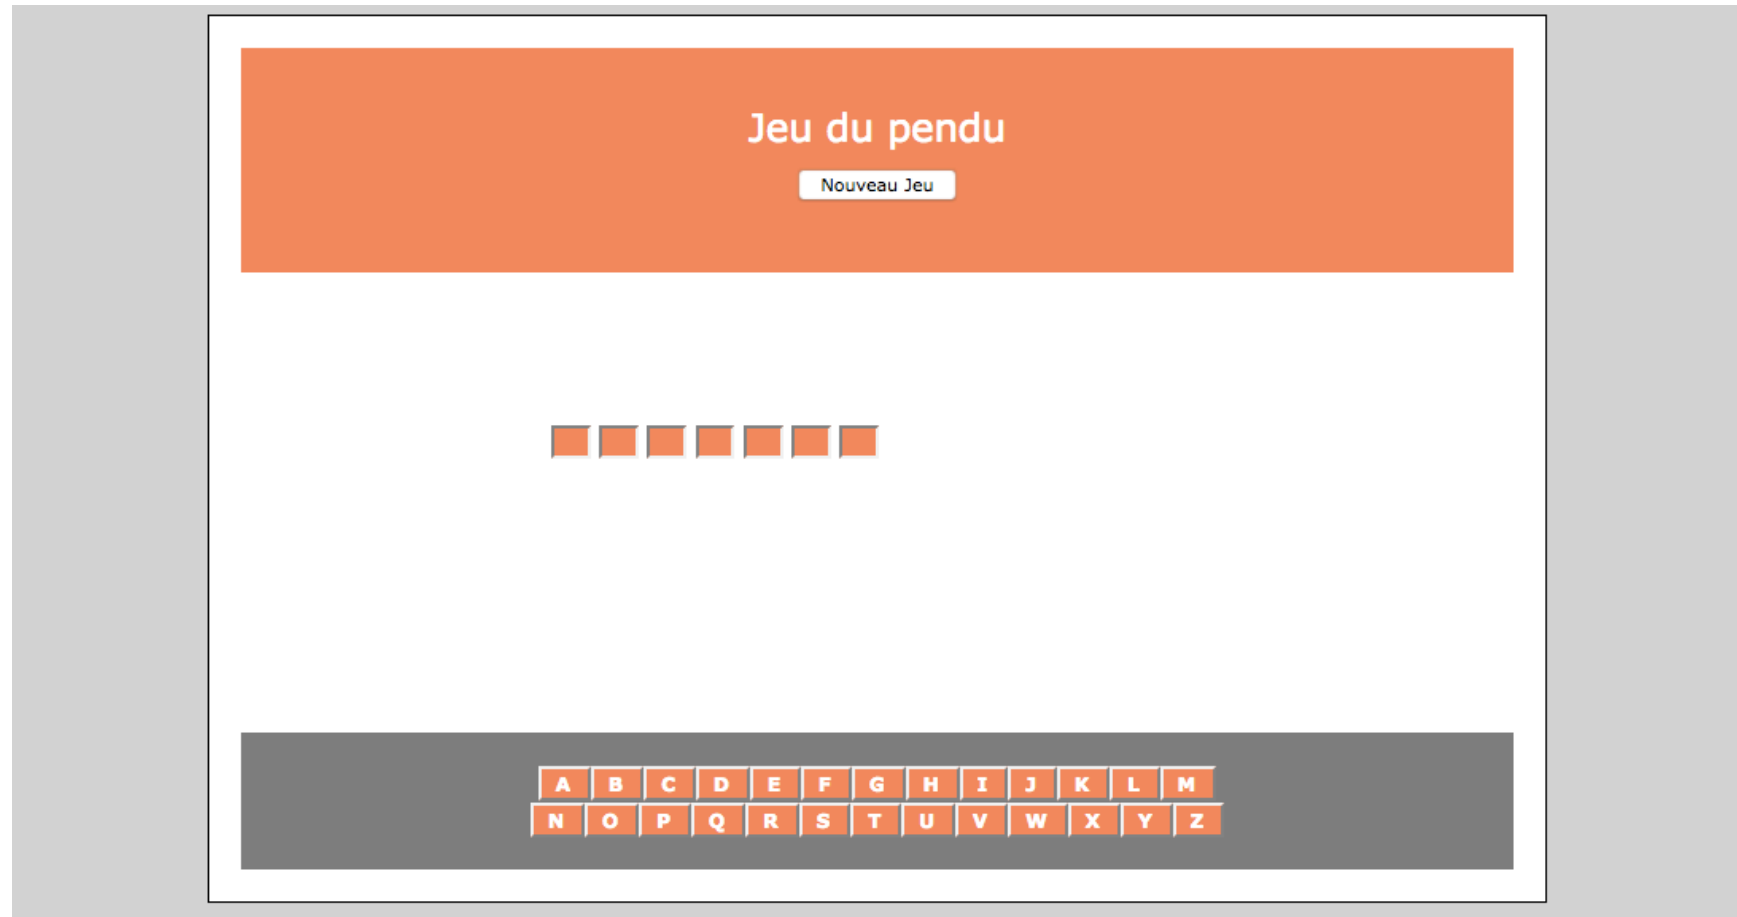 Jeu du pendu
Nouveau Jeu
A B C D E F G H I J K L M
N O P Q R S T U V W X Y Z